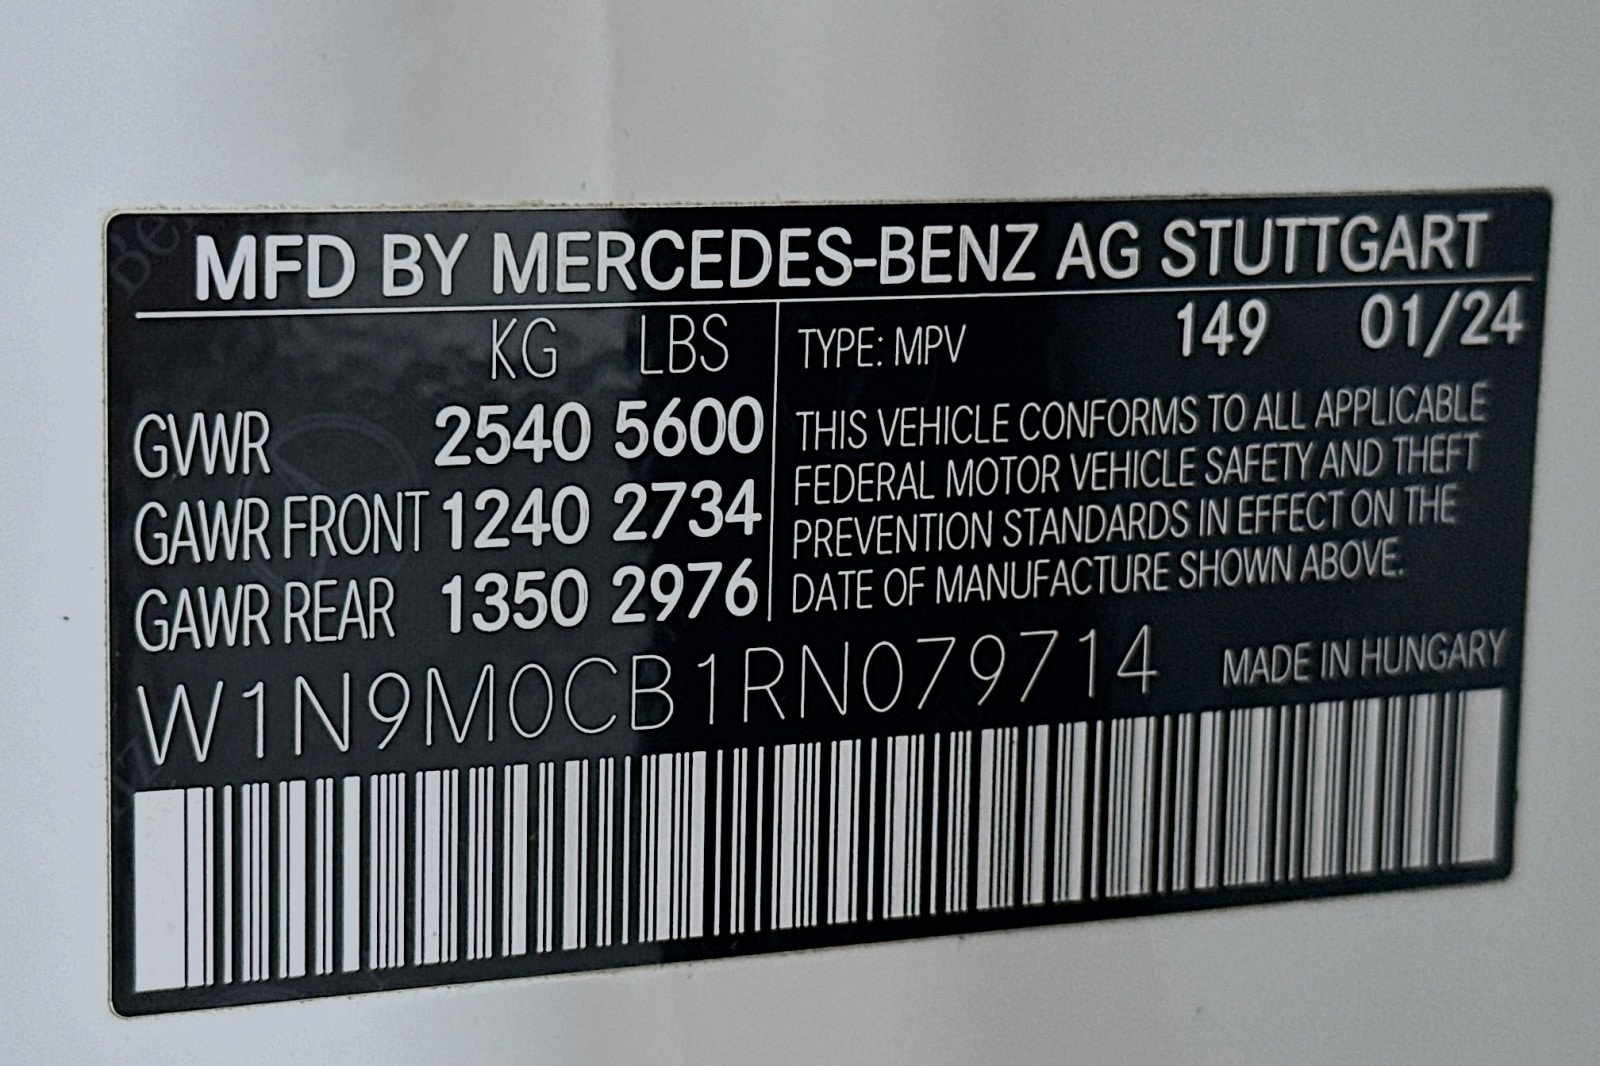 MFD BY MERCEDES-BENZ AG STUTTGART
KG LBS
GVWR 2540 5600
GAWR FRONT 1240 2734
GAWR REAR 1350 2976
TYPE: MPV 149 01/24
THIS VEHICLE CONFORMS TO ALL APPLICABLE
FEDERAL MOTOR VEHICLE SAFETY AND THEFT
PREVENTION STANDARDS IN EFFECT ON THE
DATE OF MANUFACTURE SHOWN ABOVE.
W1N9M0CB1RN079714 MADE IN HUNGARY